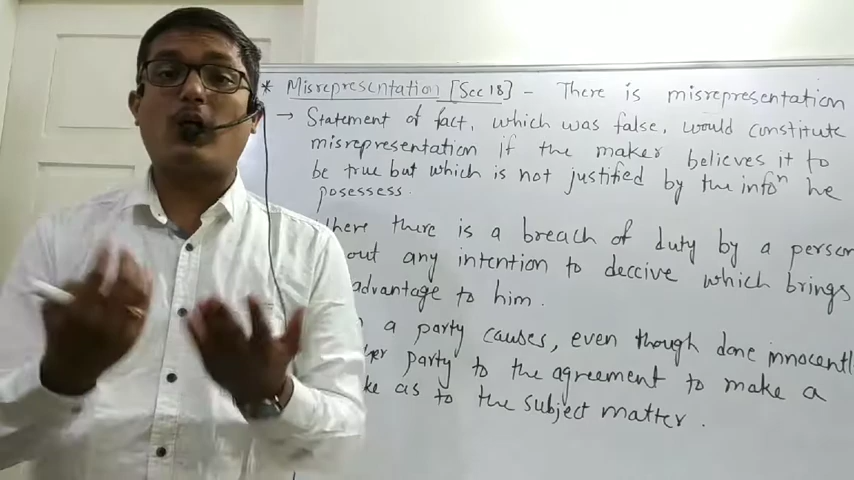 * Misrepresentation [Sec 18] - There is misrepresentation
→ Statement of fact, which was false, would constitute
misrepresentation if the maker believes it to
be true but which is not justified by the infoⁿ he
posessess.
there there is a breach of duty by a person
out any intention to deceive which brings
advantage to him.
a party causes, even though done innocentl
party to the agreement to make a
ke as to the subject matter.